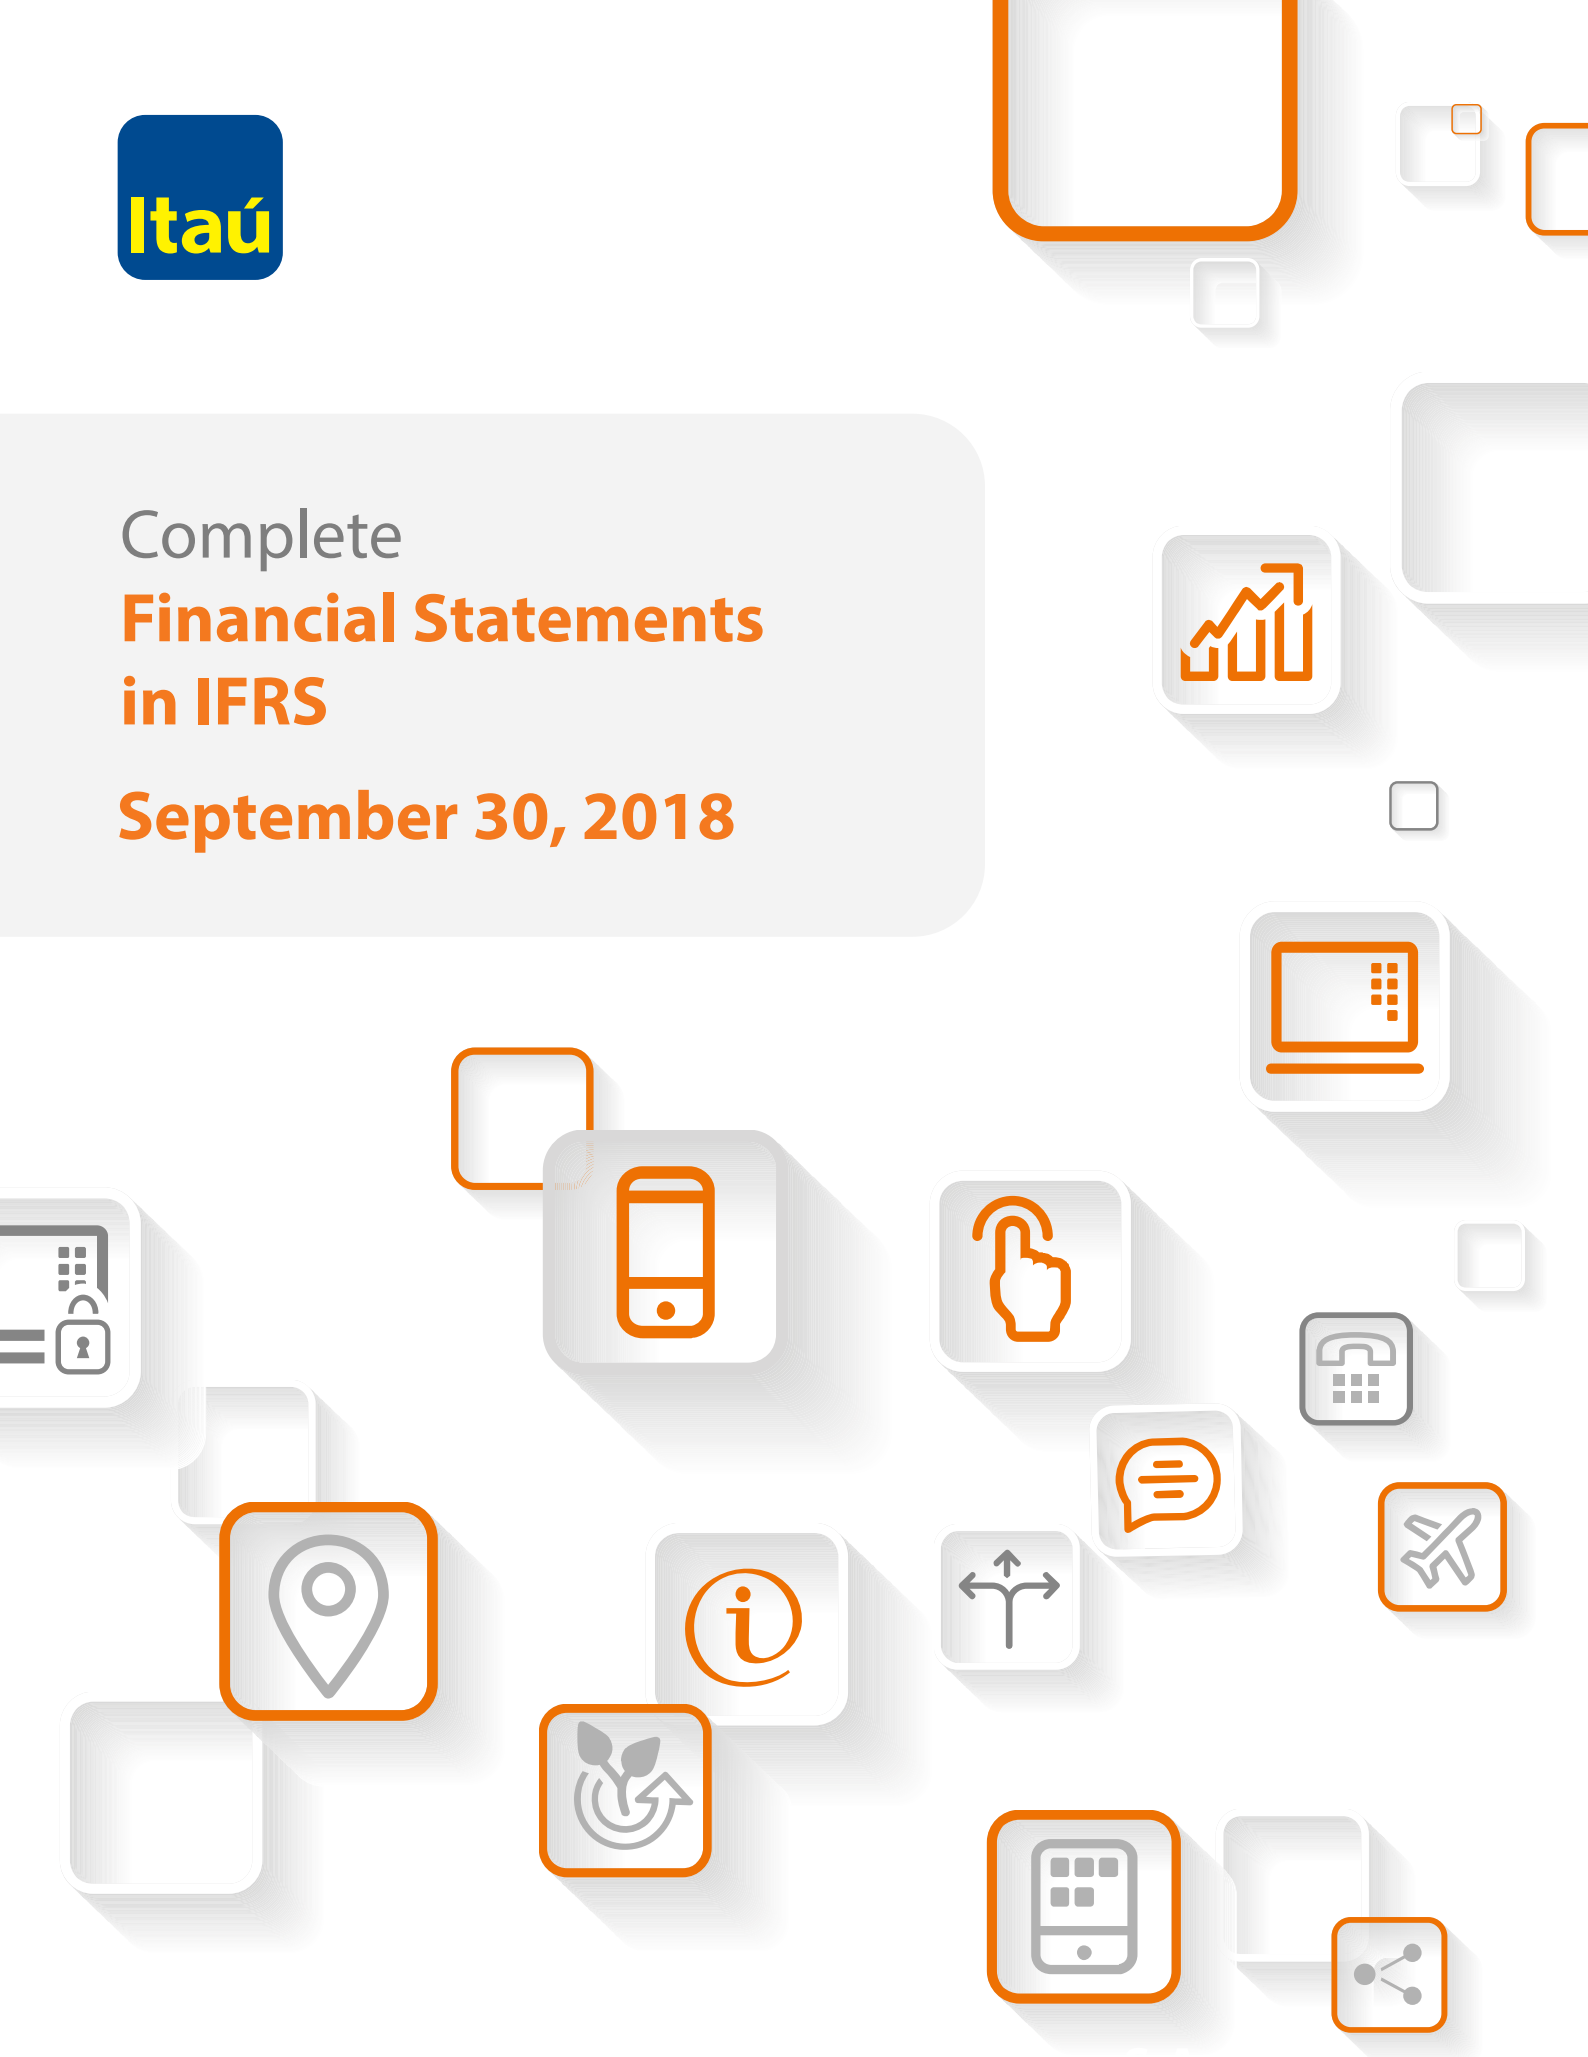 Itaú
Complete
Financial Statements
in IFRS
September 30, 2018